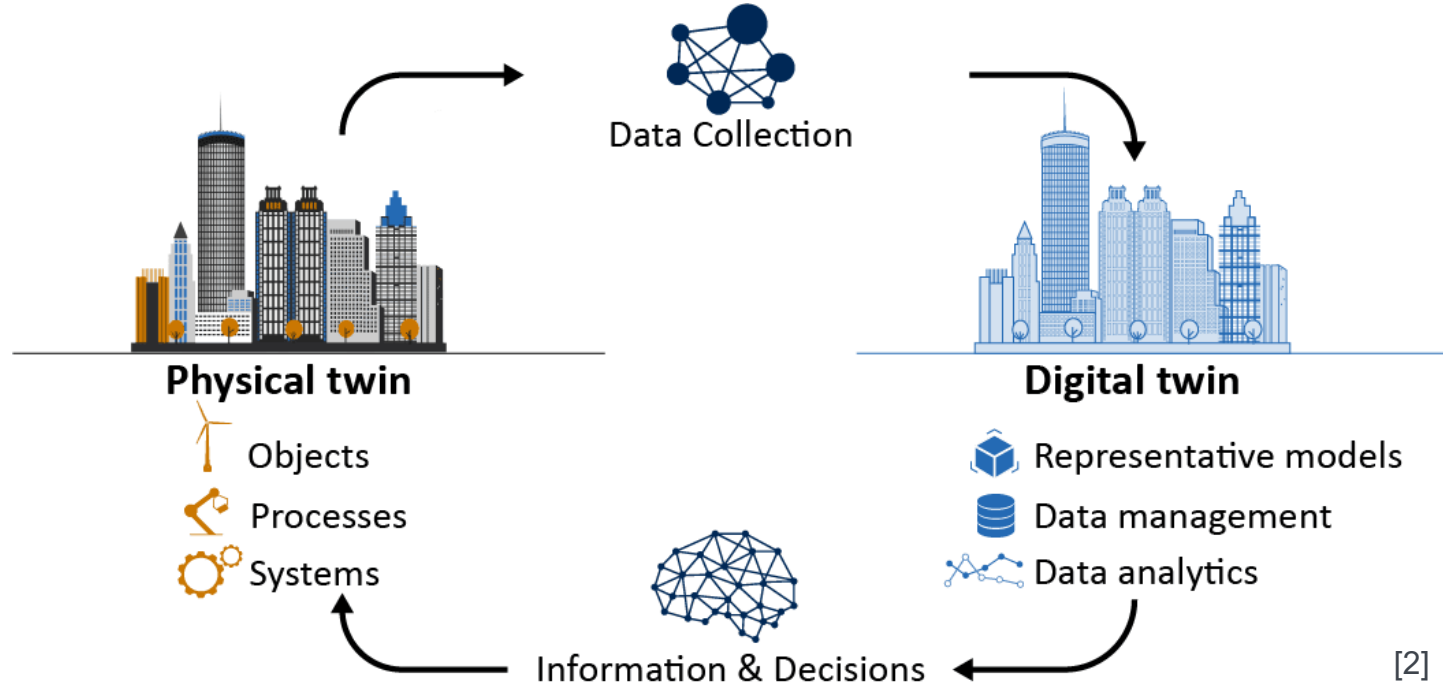 Data Collection
Physical twin
Objects
Processes
Systems
Digital twin
Representative models
Data management
Data analytics
Information & Decisions
[2]